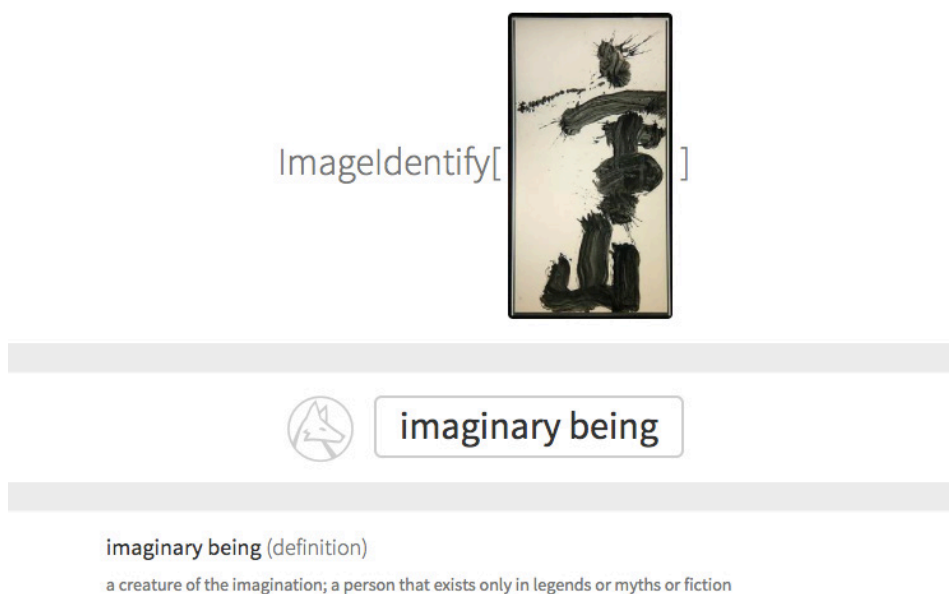 ImageIdentify[ ]
imaginary being
imaginary being (definition)
a creature of the imagination; a person that exists only in legends or myths or fiction